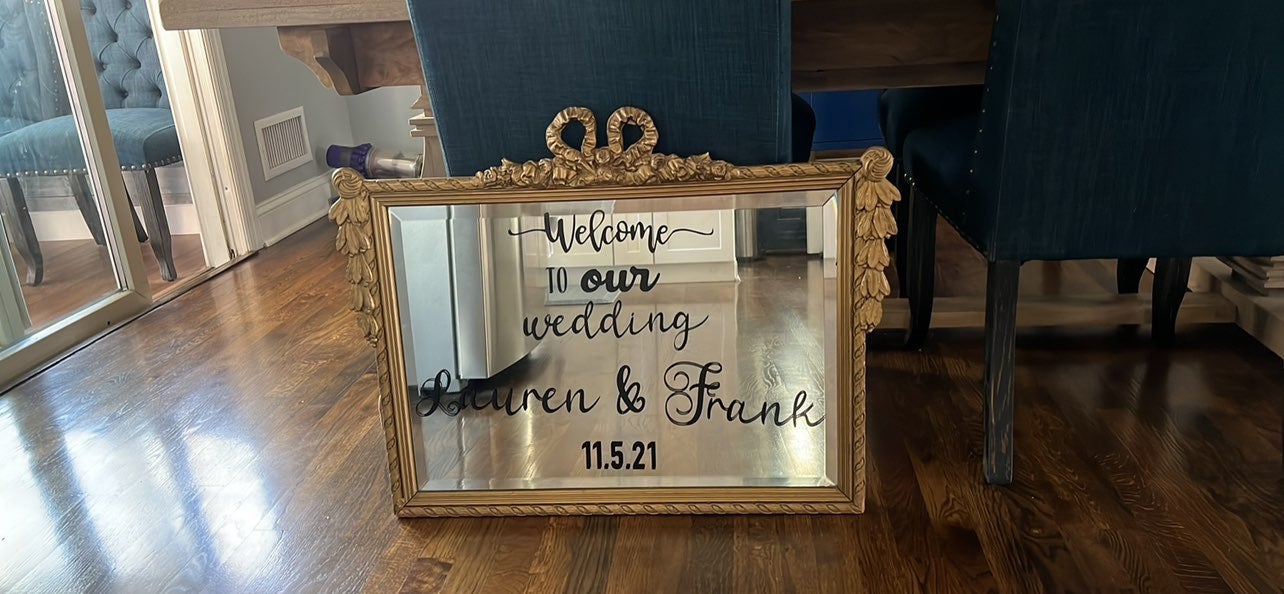 Welcome
TO our
wedding
Lauren & Frank
11.5.21